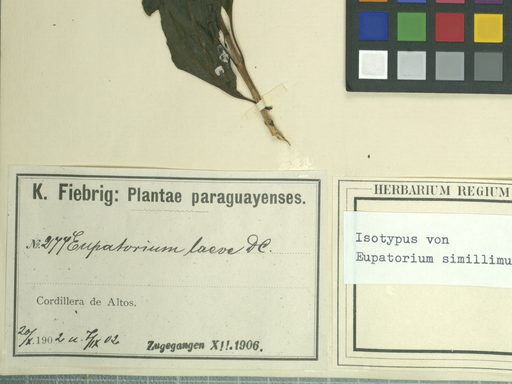 K. Fiebrig: Plantae paraguayenses.
№ 277 Eupatorium laeve DC.
Cordillera de Altos.
20/X. 1902 u. 7/IX 02
Zugegangen XII. 1906.
HERBARIUM REGIUM
Isotypus von
Eupatorium simillimu